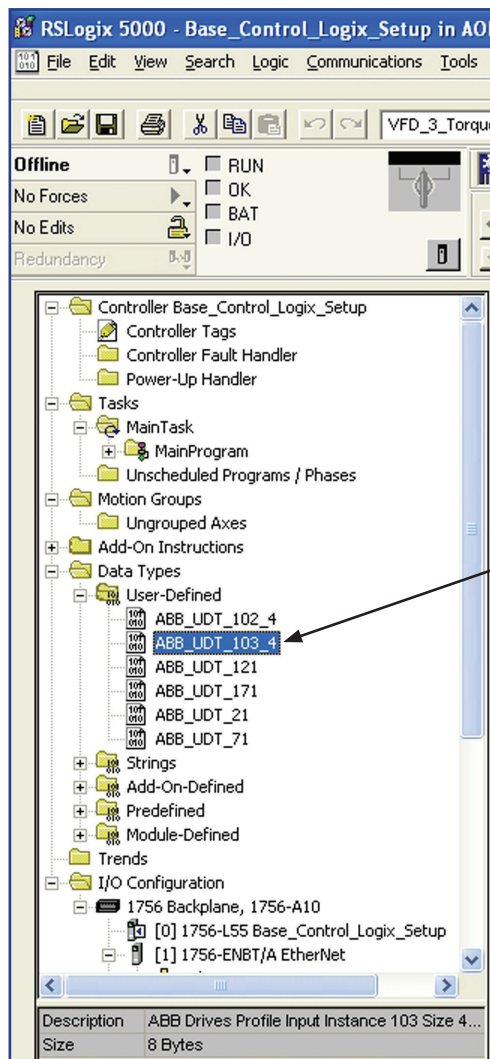 RSLogix 5000 - Base_Control_Logix_Setup in AOI
File Edit View Search Logic Communications Tools
VFD_3_Torqu
Offline
RUN
No Forces
OK
No Edits
BAT
I/O
Redundancy
Controller Base_Control_Logix_Setup
Controller Tags
Controller Fault Handler
Power-Up Handler
Tasks
MainTask
MainProgram
Unscheduled Programs / Phases
Motion Groups
Ungrouped Axes
Add-On Instructions
Data Types
User-Defined
ABB_UDT_102_4
ABB_UDT_103_4
ABB_UDT_121
ABB_UDT_171
ABB_UDT_21
ABB_UDT_71
Strings
Add-On-Defined
Predefined
Module-Defined
Trends
I/O Configuration
1756 Backplane, 1756-A10
[0] 1756-L55 Base_Control_Logix_Setup
[1] 1756-ENBT/A EtherNet
Description ABB Drives Profile Input Instance 103 Size 4...
Size 8 Bytes